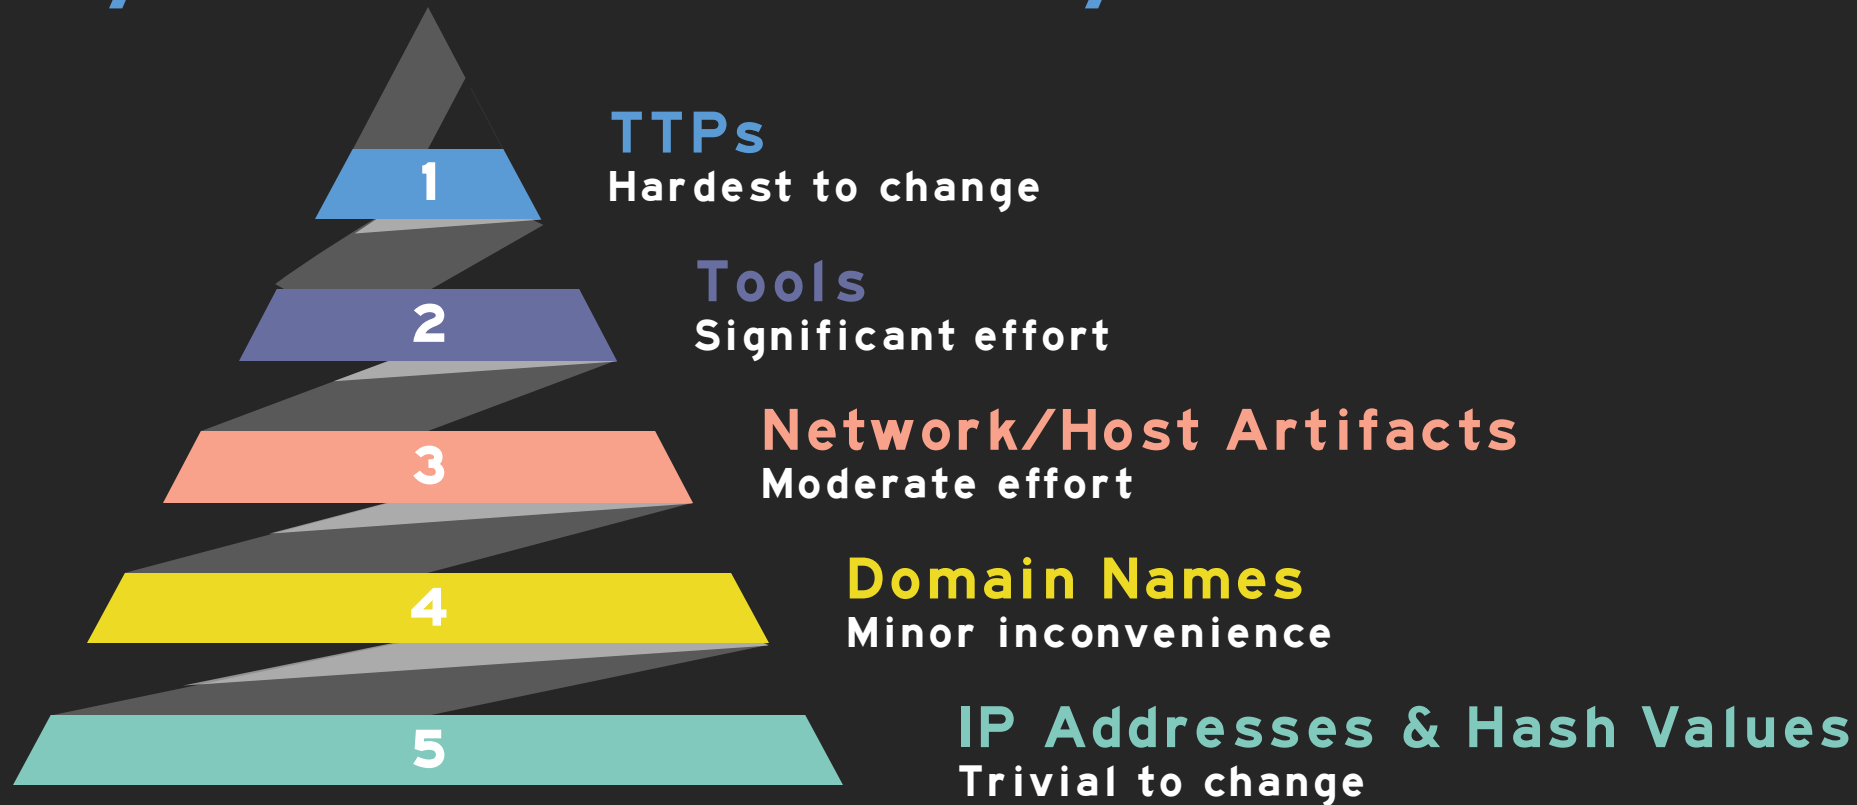 1
TTPs
Hardest to change
2
Tools
Significant effort
3
Network/Host Artifacts
Moderate effort
4
Domain Names
Minor inconvenience
5
IP Addresses & Hash Values
Trivial to change